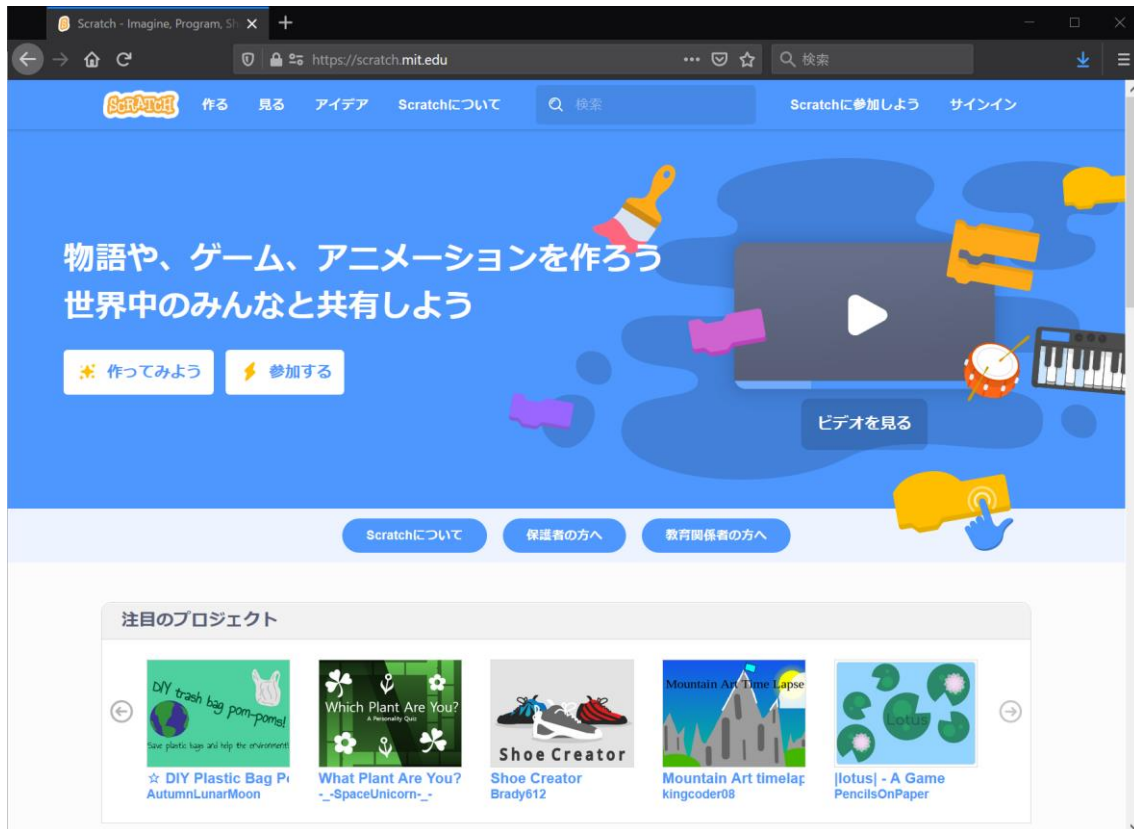 Scratch - Imagine, Program, Sh
https://scratch.mit.edu
検索
SCRATCH 作る 見る アイデア Scratchについて 検索 Scratchに参加しよう サインイン
物語や、ゲーム、アニメーションを作ろう
世界中のみんなと共有しよう
作ってみよう 参加する
ビデオを見る
Scratchについて 保護者の方へ 教育関係者の方へ
注目のプロジェクト
DIY trash bag pom-poms!
Save plastic bags and help the environment!
Which Plant Are You?
A Personality Quiz
Shoe Creator
Mountain Art Time Lapse
Lotus
☆ DIY Plastic Bag Po
AutumnLunarMoon
What Plant Are You?
-_-SpaceUnicorn-_-
Shoe Creator
Brady612
Mountain Art timelap
kingcoder08
|lotus| - A Game
PencilsOnPaper